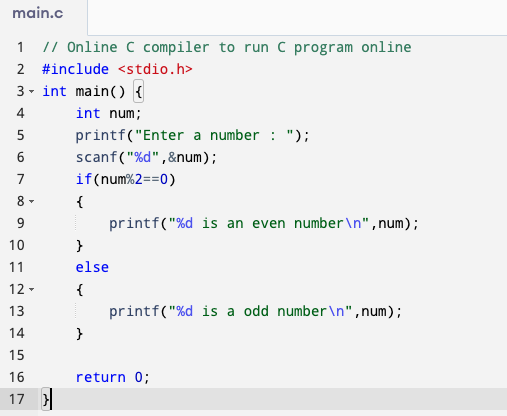 main.c
1 // Online C compiler to run C program online
2 #include <stdio.h>
3 int main() {
4     int num;
5     printf("Enter a number : ");
6     scanf("%d",&num);
7     if(num%2==0)
8     {
9         printf("%d is an even number\n",num);
10     }
11     else
12     {
13         printf("%d is a odd number\n",num);
14     }
15
16     return 0;
17 }